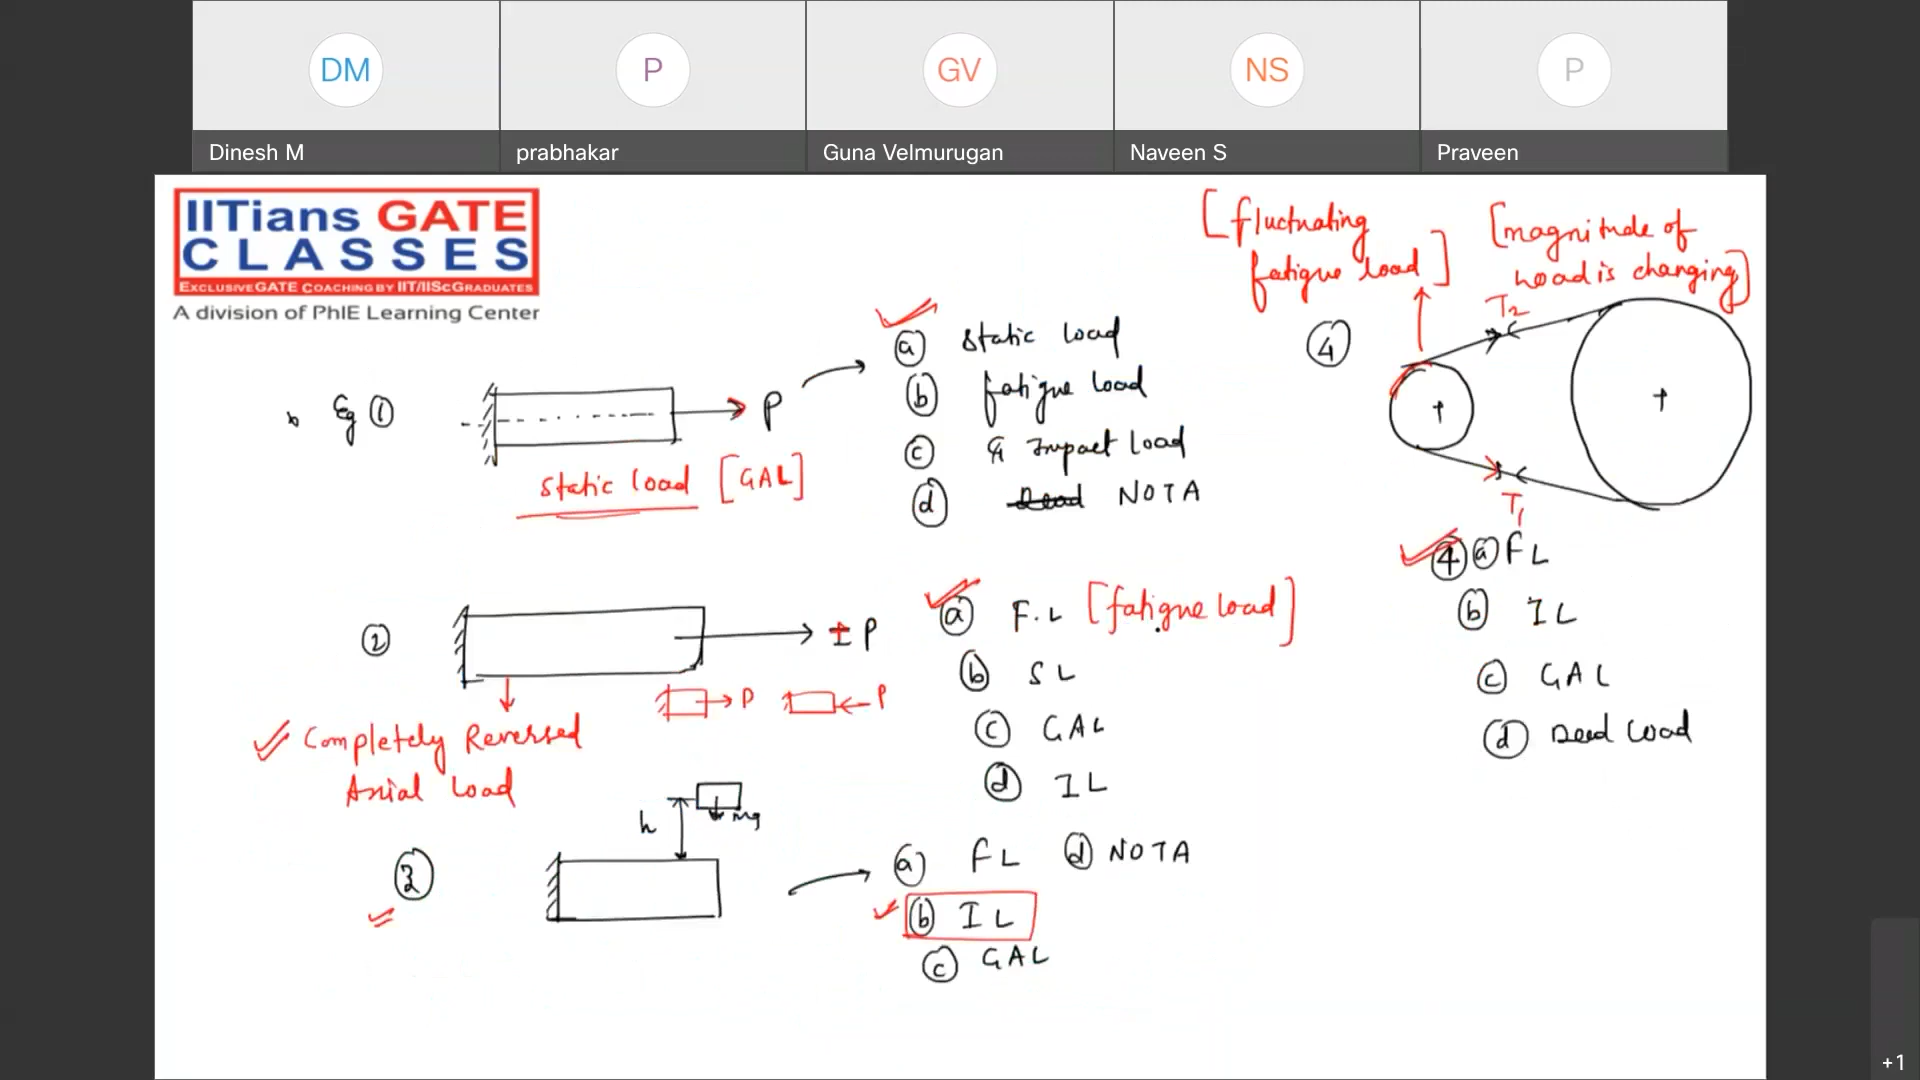 DM
P
GV
NS
P
Dinesh M
prabhakar
Guna Velmurugan
Naveen S
Praveen
IITians GATE
CLASSES
EXCLUSIVE GATE COACHING BY IIT/IISc GRADUATES
A division of PhIE Learning Center
Eg ①
P
static load [GAL]
ⓐ static load
ⓑ fatigue load
ⓒ Impact Load
ⓓ NOTA
[fluctuating
fatigue load]
[magnitude of
load is changing]
④
T2
T1
④ ⓐ FL
ⓑ IL
ⓒ GAL
ⓓ Dead Load
②
± P
P
P
Completely Reversed
Axial Load
ⓐ F.L [fatigue load]
ⓑ SL
ⓒ GAL
ⓓ IL
③
h
mg
ⓐ FL ⓓ NOTA
ⓑ IL
ⓒ GAL
+1